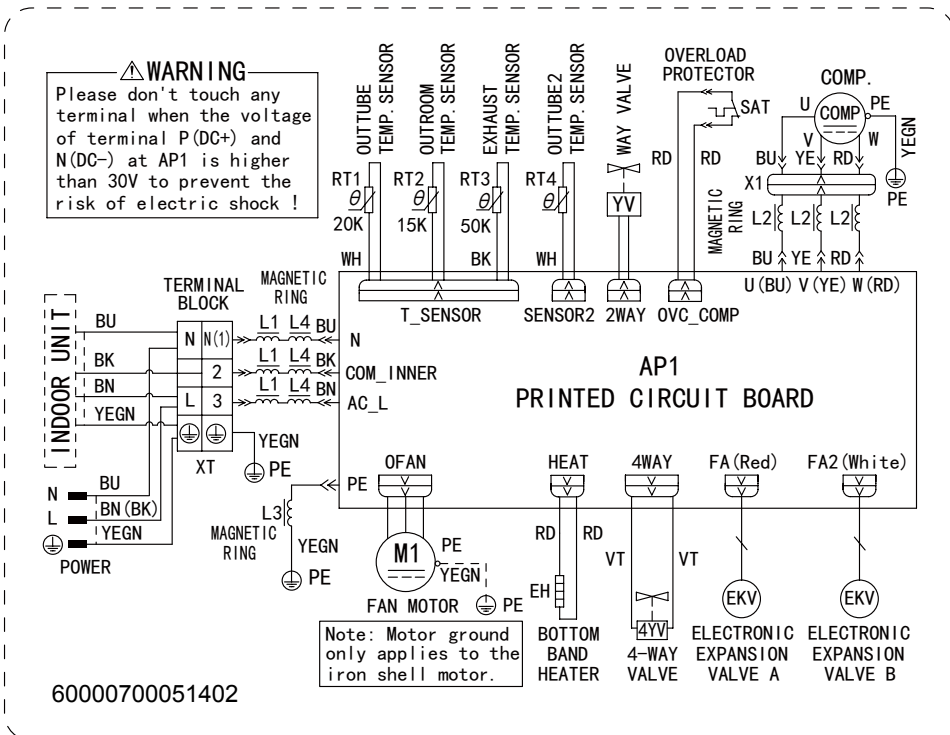 WARNING
Please don't touch any
terminal when the voltage
of terminal P(DC+) and
N(DC-) at AP1 is higher
than 30V to prevent the
risk of electric shock !
OUTTUBE
TEMP. SENSOR
OUTROOM
TEMP. SENSOR
EXHAUST
TEMP. SENSOR
OUTTUBE2
TEMP. SENSOR
WAY VALVE
OVERLOAD
PROTECTOR
SAT
COMP.
U
COMP
PE
V
W
YEGN
RT1
θ
20K
RT2
θ
15K
RT3
θ
50K
RT4
θ
YV
RD
RD
BU
YE
RD
X1
PE
MAGNETIC
RING
L2
L2
L2
WH
BK
WH
BU
YE
RD
U(BU) V(YE) W(RD)
T_SENSOR
SENSOR2
2WAY
OVC_COMP
TERMINAL
BLOCK
MAGNETIC
RING
INDOOR UNIT
BU
BK
BN
YEGN
N
N(1)
2
L
3
XT
L1
L4
BU
L1
L4
BK
L1
L4
BN
N
COM_INNER
AC_L
AP1
PRINTED CIRCUIT BOARD
YEGN
PE
PE
N
BU
L
BN(BK)
YEGN
POWER
L3
MAGNETIC
RING
YEGN
PE
OFAN
M1
PE
YEGN
PE
FAN MOTOR
Note: Motor ground
only applies to the
iron shell motor.
HEAT
RD
RD
EH
BOTTOM
BAND
HEATER
4WAY
VT
VT
4YV
4-WAY
VALVE
FA(Red)
EKV
ELECTRONIC
EXPANSION
VALVE A
FA2(White)
EKV
ELECTRONIC
EXPANSION
VALVE B
60000700051402